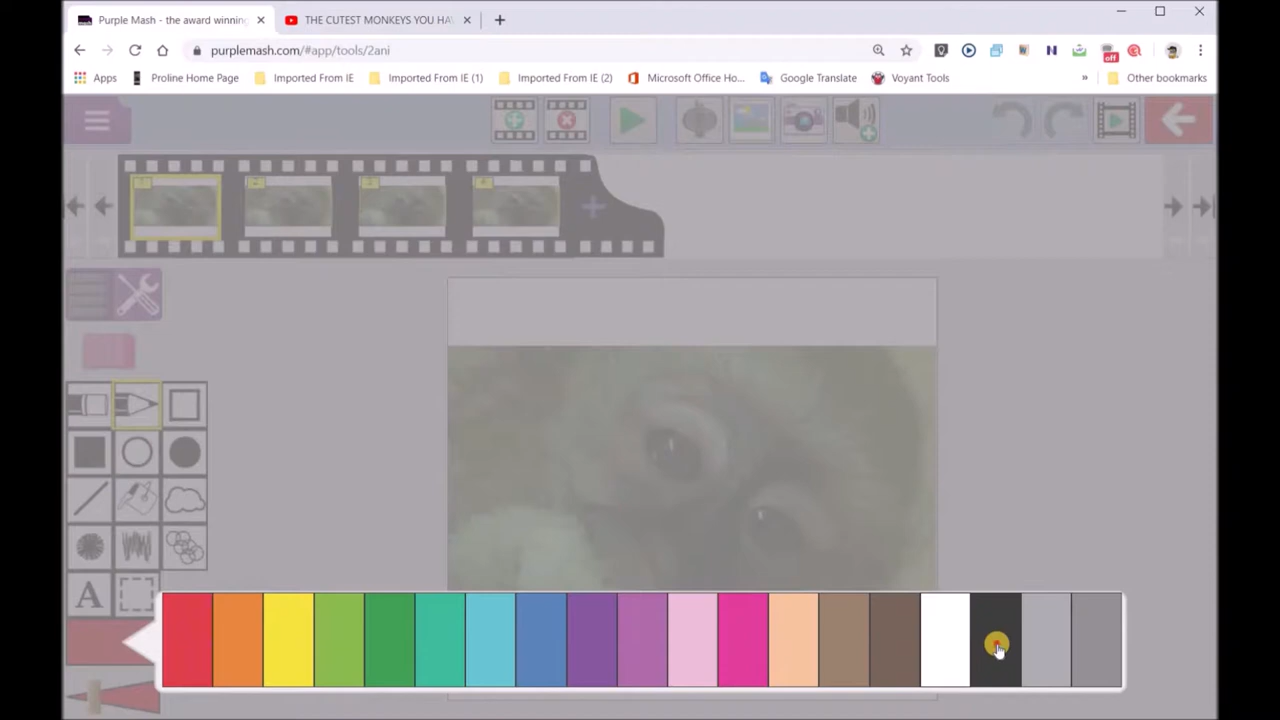 Purple Mash - the award winning
THE CUTEST MONKEYS YOU HA
purplemash.com/#app/tools/2ani
off
Apps
Proline Home Page
Imported From IE
Imported From IE (1)
Imported From IE (2)
Microsoft Office Ho...
Google Translate
Voyant Tools
»
Other bookmarks
A